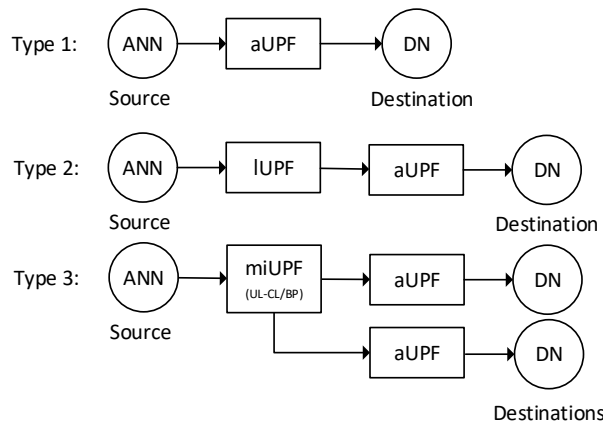 Type 1: ANN aUPF DN
Source Destination
Type 2: ANN IUPF aUPF DN
Source Destination
Type 3: ANN miUPF aUPF DN
(UL-CL/BP)
Source
aUPF DN
Destinations